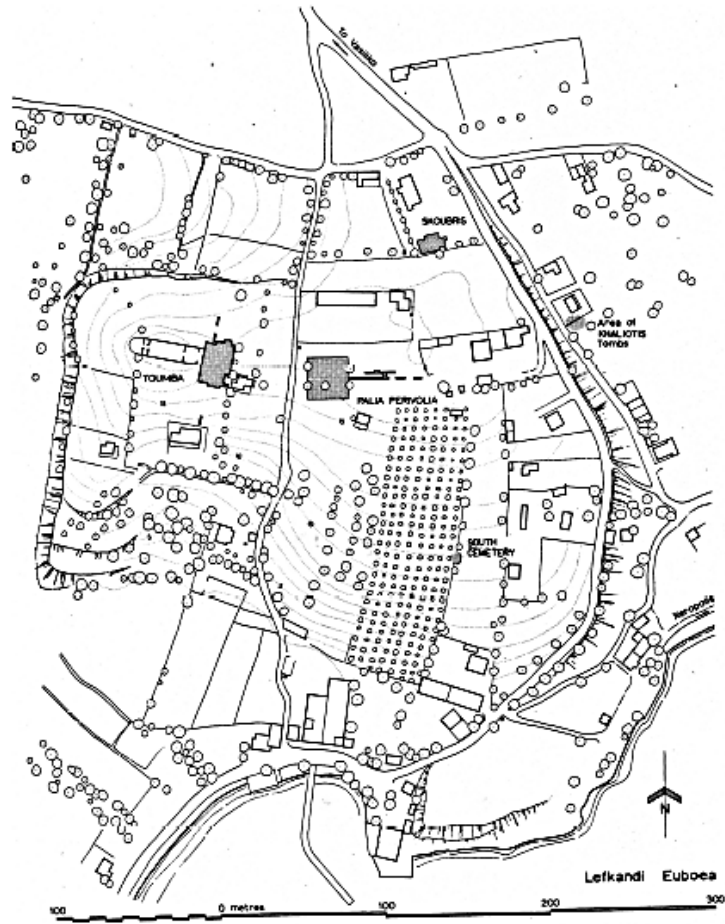 To Vasiliko
SKOUBRIS
Area of
KHALIOTIS
Tombs
TOUMBA
PALIA PERIVOLIA
SOUTH
CEMETERY
N
Lefkandi Euboea
100 0 metres 100 200 300